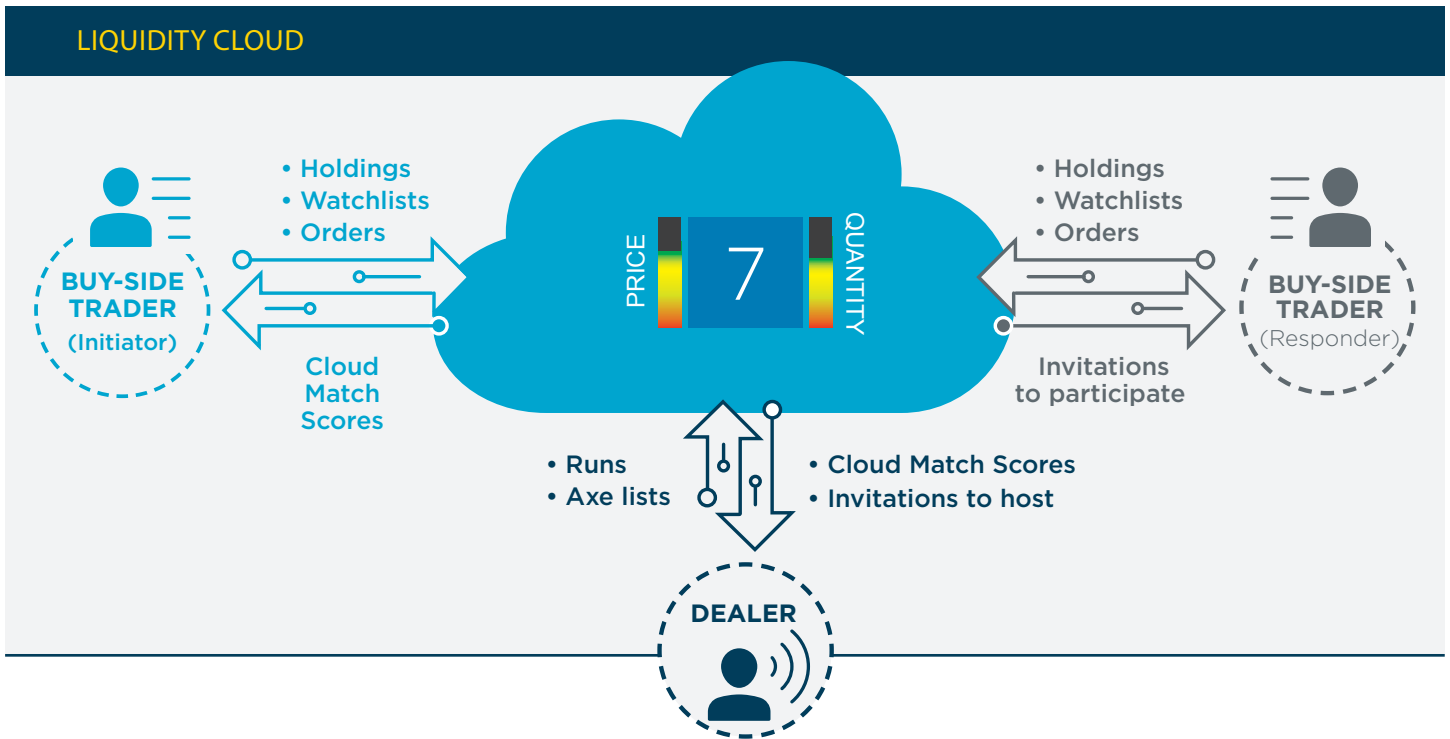 LIQUIDITY CLOUD
• Holdings
• Watchlists
• Orders
BUY-SIDE
TRADER
(Initiator)
Cloud
Match
Scores
PRICE
7
QUANTITY
• Holdings
• Watchlists
• Orders
BUY-SIDE
TRADER
(Responder)
Invitations
to participate
• Runs
• Axe lists
• Cloud Match Scores
• Invitations to host
DEALER